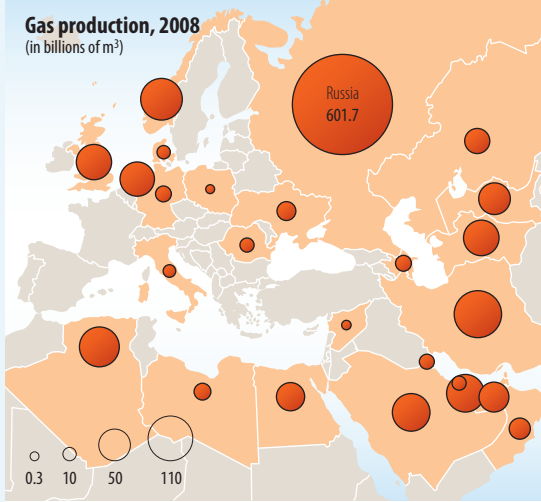 Gas production, 2008
(in billions of m³)
Russia
601.7
0.3 10 50 110